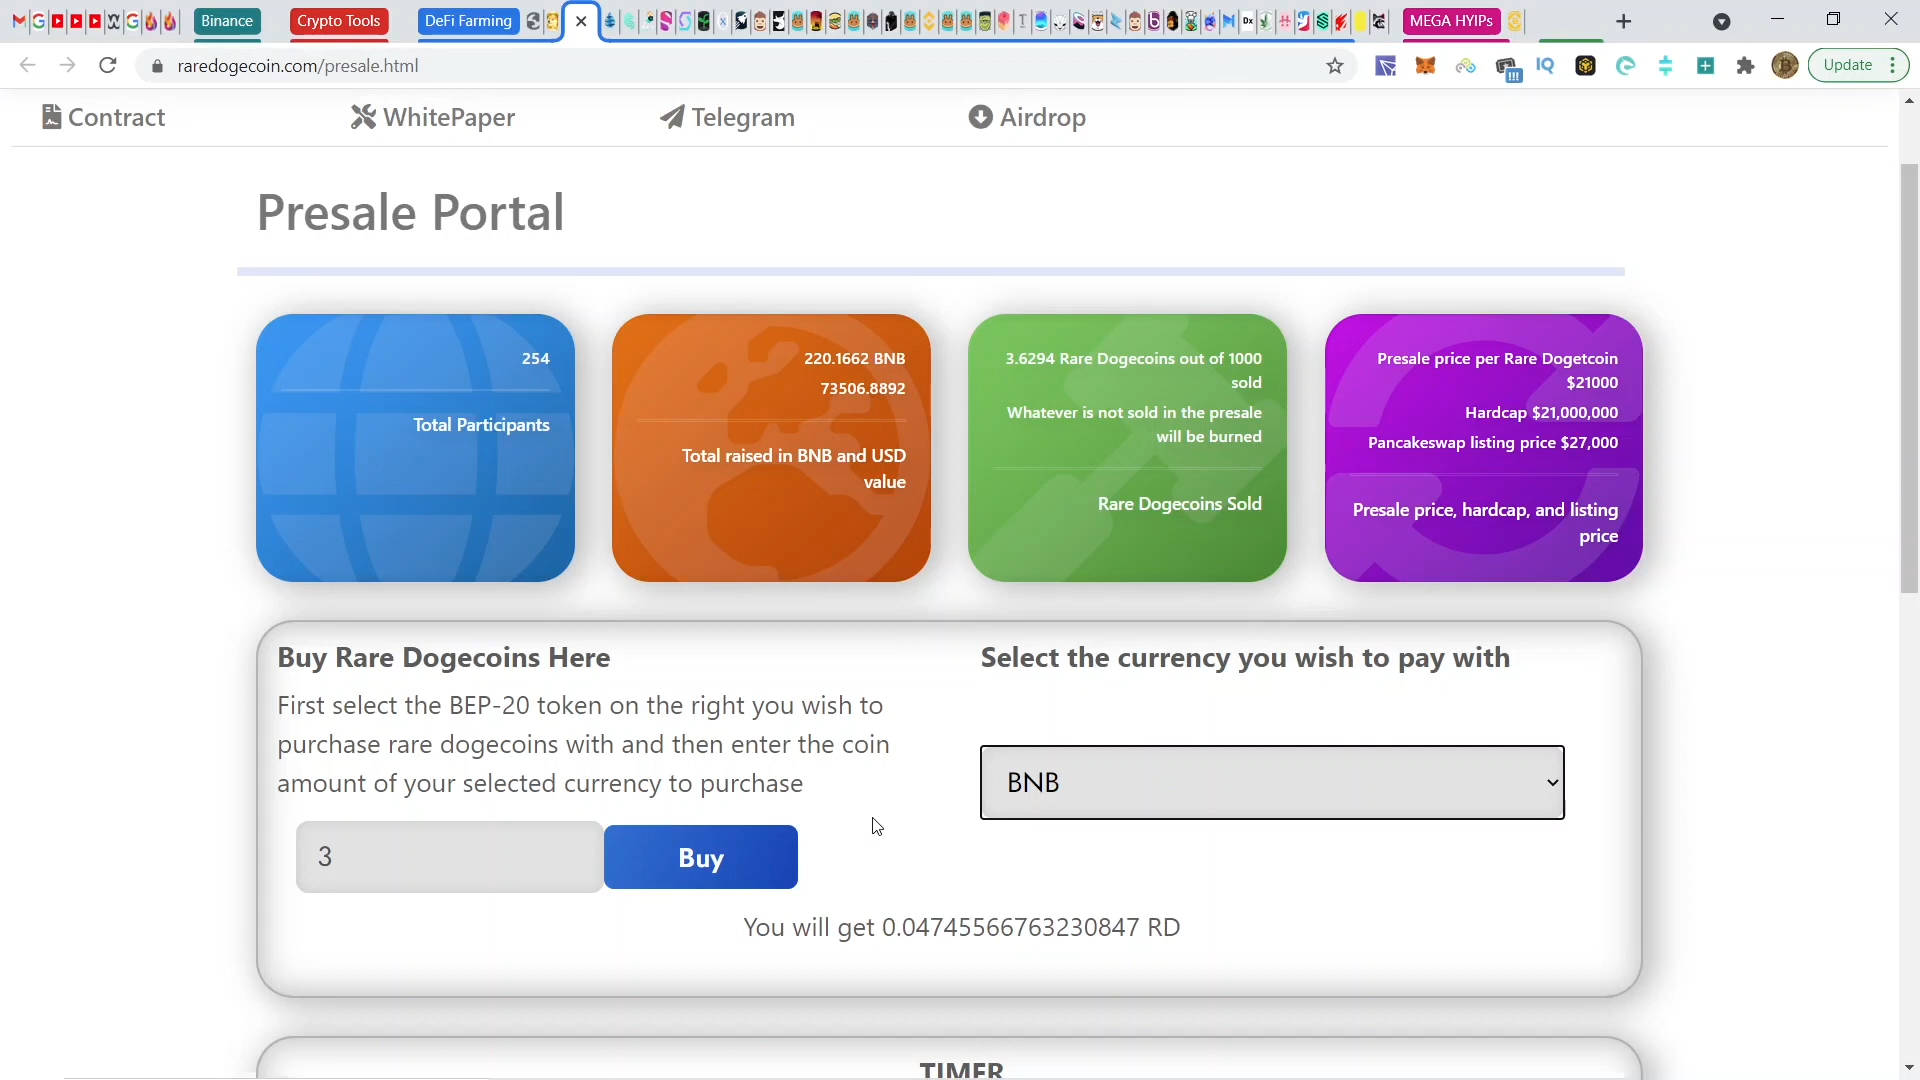 Binance
Crypto Tools
DeFi Farming
MEGA HYIPs
raredogecoin.com/presale.html
Update
Contract
WhitePaper
Telegram
Airdrop
Presale Portal
254
Total Participants
220.1662 BNB
73506.8892
Total raised in BNB and USD
value
3.6294 Rare Dogecoins out of 1000
sold
Whatever is not sold in the presale
will be burned
Rare Dogecoins Sold
Presale price per Rare Dogetcoin
$21000
Hardcap $21,000,000
Pancakeswap listing price $27,000
Presale price, hardcap, and listing
price
Buy Rare Dogecoins Here
First select the BEP-20 token on the right you wish to
purchase rare dogecoins with and then enter the coin
amount of your selected currency to purchase
3
Buy
Select the currency you wish to pay with
BNB
You will get 0.04745566763230847 RD
TIMER